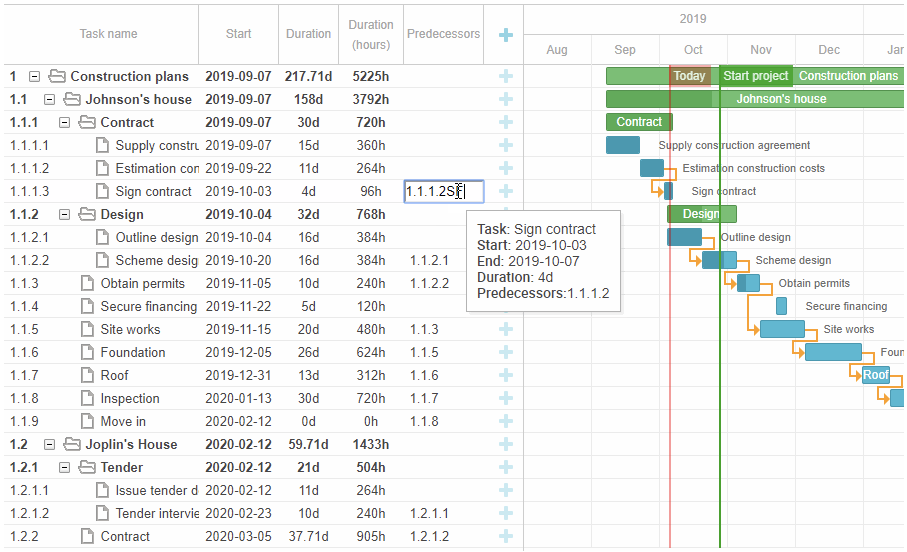 Task name Start Duration Duration (hours) Predecessors + 2019
Aug Sep Oct Nov Dec Jan
1 Construction plans 2019-09-07 217.71d 5225h Today Start project Construction plans
1.1 Johnson's house 2019-09-07 158d 3792h Johnson's house
1.1.1 Contract 2019-09-07 30d 720h Contract
1.1.1.1 Supply constru 2019-09-07 15d 360h Supply construction agreement
1.1.1.2 Estimation con 2019-09-22 11d 264h Estimation construction costs
1.1.1.3 Sign contract 2019-10-03 4d 96h 1.1.1.2S Sign contract
1.1.2 Design 2019-10-04 32d 768h Design
Task: Sign contract
Start: 2019-10-03
End: 2019-10-07
Duration: 4d
Predecessors:1.1.1.2
1.1.2.1 Outline design 2019-10-04 16d 384h Outline design
1.1.2.2 Scheme desig 2019-10-20 16d 384h 1.1.2.1 Scheme design
1.1.3 Obtain permits 2019-11-05 10d 240h 1.1.2.2 Obtain permits
1.1.4 Secure financing 2019-11-22 5d 120h Secure financing
1.1.5 Site works 2019-11-15 20d 480h 1.1.3 Site works
1.1.6 Foundation 2019-12-05 26d 624h 1.1.5 Foun
1.1.7 Roof 2019-12-31 13d 312h 1.1.6 Roof
1.1.8 Inspection 2020-01-13 30d 720h 1.1.7
1.1.9 Move in 2020-02-12 0d 0h 1.1.8
1.2 Joplin's House 2020-02-12 59.71d 1433h
1.2.1 Tender 2020-02-12 21d 504h
1.2.1.1 Issue tender d 2020-02-12 11d 264h
1.2.1.2 Tender intervie 2020-02-23 10d 240h 1.2.1.1
1.2.2 Contract 2020-03-05 37.71d 905h 1.2.1.2